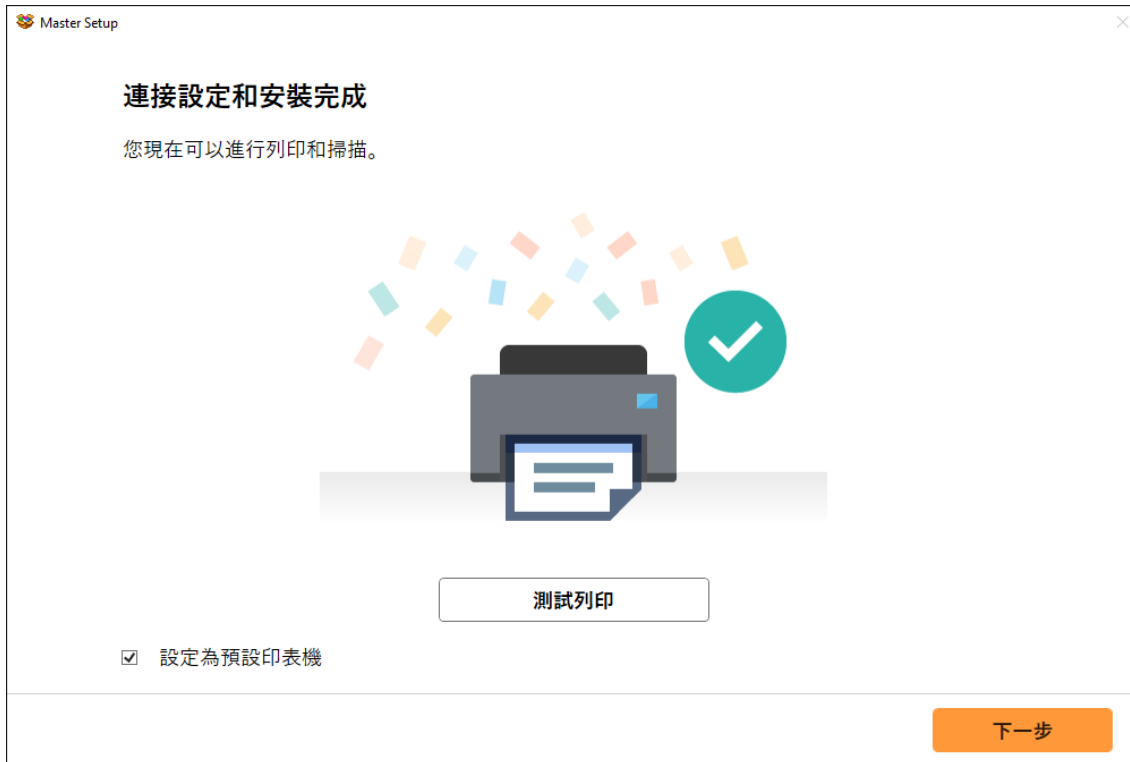 Master Setup
連接設定和安裝完成
您現在可以進行列印和掃描。
測試列印
設定為預設印表機
下一步